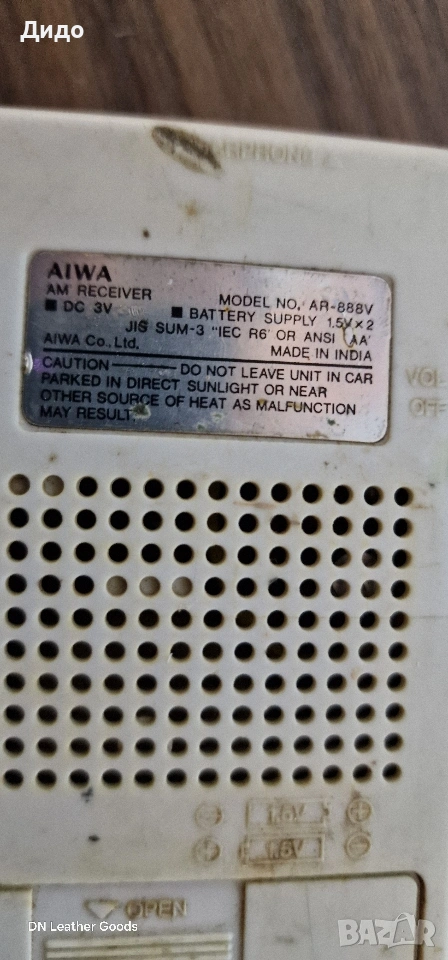 Дидо
EARPHONE
AIWA
AM RECEIVER MODEL NO. AR-888V
■ DC 3V ■ BATTERY SUPPLY 1.5V×2
JIS SUM-3 "IEC R6' OR ANSI 'AA'
AIWA Co., Ltd. MADE IN INDIA
CAUTION DO NOT LEAVE UNIT IN CAR
PARKED IN DIRECT SUNLIGHT OR NEAR
OTHER SOURCE OF HEAT AS MALFUNCTION
MAY RESULT.
VOL
OFF
1.5V
1.5V
OPEN
DN Leather Goods
BAZAR